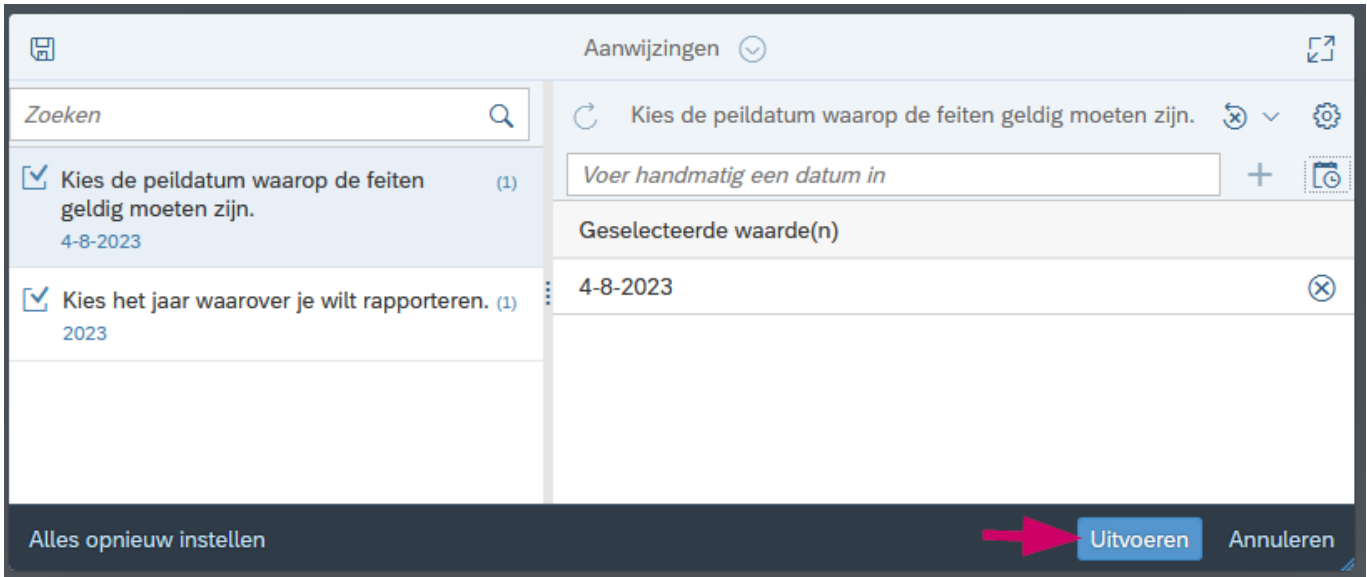 Aanwijzingen
Zoeken
Kies de peildatum waarop de feiten (1)
geldig moeten zijn.
4-8-2023
Kies het jaar waarover je wilt rapporteren. (1)
2023
Kies de peildatum waarop de feiten geldig moeten zijn.
Voer handmatig een datum in
Geselecteerde waarde(n)
4-8-2023
Alles opnieuw instellen
Uitvoeren
Annuleren